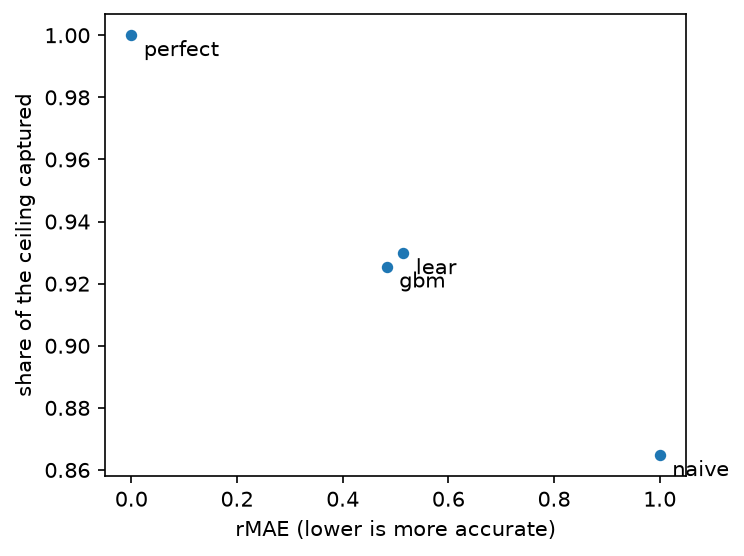 1.00
perfect
0.98
0.96
0.94
lear
gbm
0.92
0.90
0.88
naive
0.86
0.0 0.2 0.4 0.6 0.8 1.0
rMAE (lower is more accurate)
share of the ceiling captured